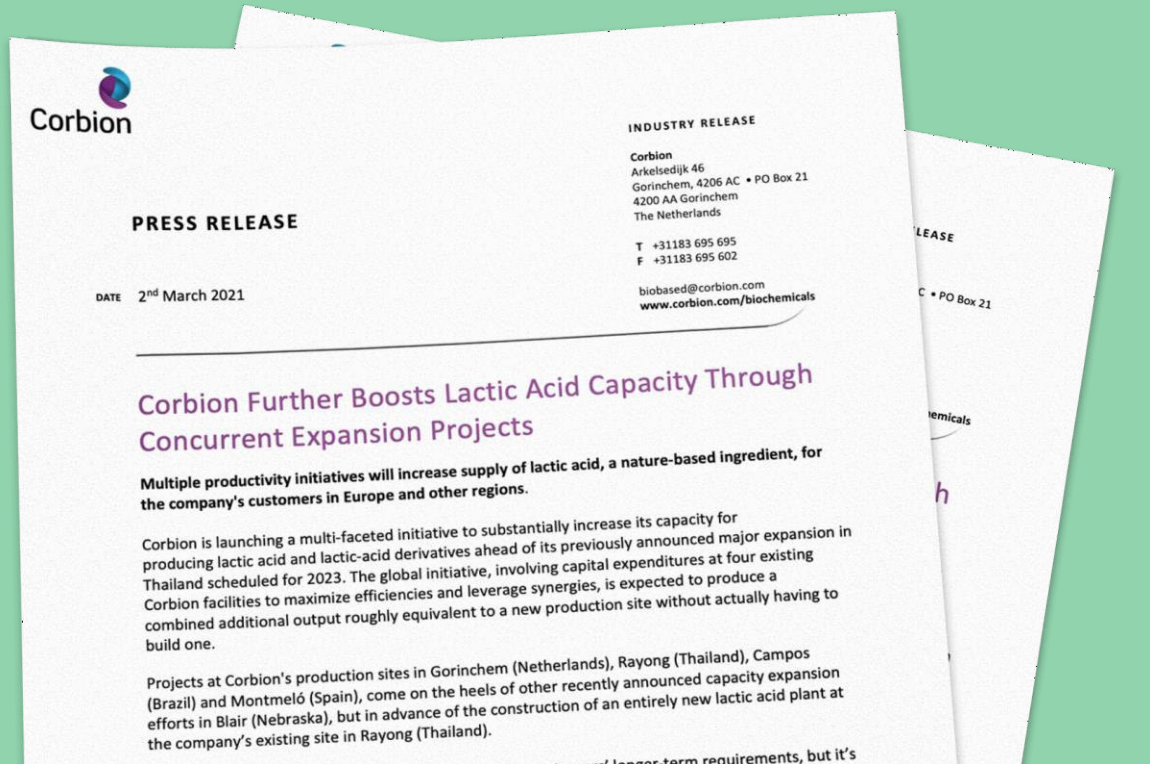 Corbion
INDUSTRY RELEASE
Corbion
Arkelsedijk 46
Gorinchem, 4206 AC • PO Box 21
4200 AA Gorinchem
The Netherlands
T +31183 695 695
F +31183 695 602
biobased@corbion.com
www.corbion.com/biochemicals
PRESS RELEASE
DATE 2nd March 2021
Corbion Further Boosts Lactic Acid Capacity Through
Concurrent Expansion Projects
Multiple productivity initiatives will increase supply of lactic acid, a nature-based ingredient, for
the company's customers in Europe and other regions.
Corbion is launching a multi-faceted initiative to substantially increase its capacity for
producing lactic acid and lactic-acid derivatives ahead of its previously announced major expansion in
Thailand scheduled for 2023. The global initiative, involving capital expenditures at four existing
Corbion facilities to maximize efficiencies and leverage synergies, is expected to produce a
combined additional output roughly equivalent to a new production site without actually having to
build one.
Projects at Corbion's production sites in Gorinchem (Netherlands), Rayong (Thailand), Campos
(Brazil) and Montmeló (Spain), come on the heels of other recently announced capacity expansion
efforts in Blair (Nebraska), but in advance of the construction of an entirely new lactic acid plant at
the company's existing site in Rayong (Thailand).
longer-term requirements, but it's
LEASE
C • PO Box 21
emicals
h